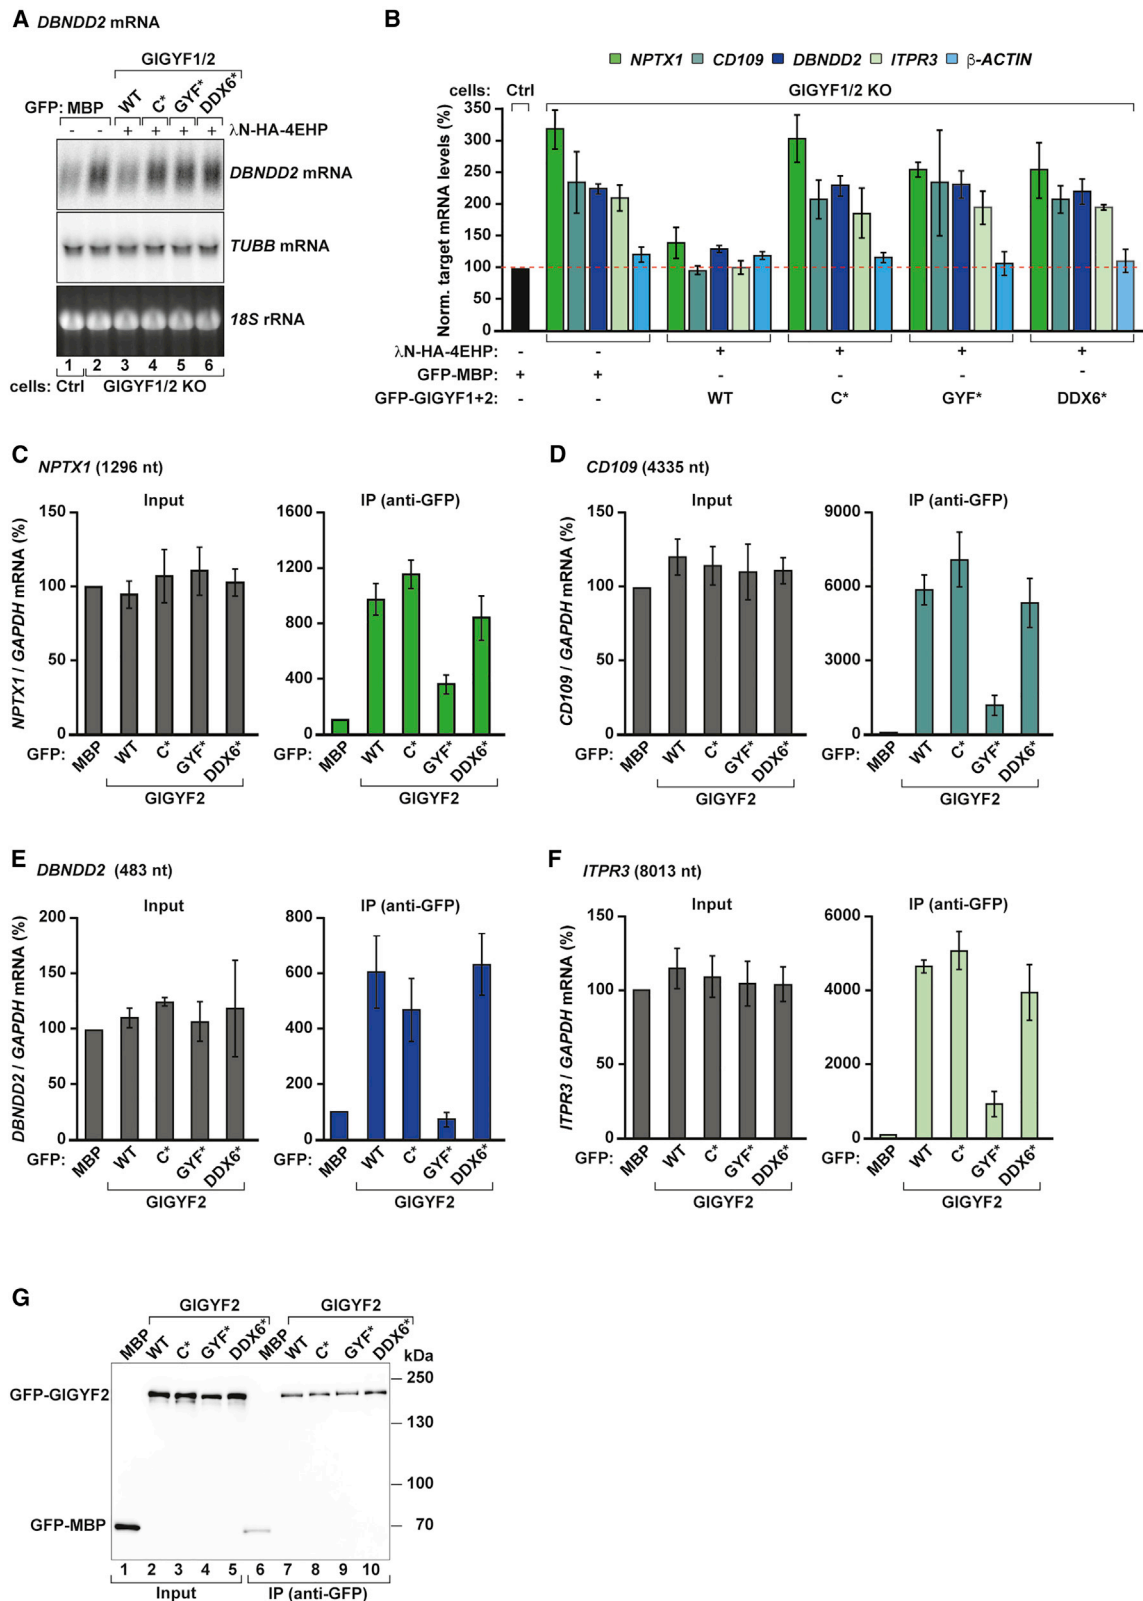 A DBNDD2 mRNA
GIGYF1/2
GFP: MBP WT C* GYF* DDX6*
- - + + + + λN-HA-4EHP
DBNDD2 mRNA
TUBB mRNA
18S rRNA
1 2 3 4 5 6
cells: Ctrl GIGYF1/2 KO
B
NPTX1 CD109 DBNDD2 ITPR3 β-ACTIN
cells: Ctrl GIGYF1/2 KO
Norm. target mRNA levels (%)
350
300
250
200
150
100
50
0
λN-HA-4EHP: - - + + + +
GFP-MBP: + + - - - -
GFP-GIGYF1+2: - - WT C* GYF* DDX6*
C NPTX1 (1296 nt)
Input
NPTX1 / GAPDH mRNA (%)
150
100
50
0
GFP: MBP WT C* GYF* DDX6*
GIGYF2
IP (anti-GFP)
1600
1200
800
400
0
MBP WT C* GYF* DDX6*
GIGYF2
D CD109 (4335 nt)
Input
CD109 / GAPDH mRNA (%)
150
100
50
0
GFP: MBP WT C* GYF* DDX6*
GIGYF2
IP (anti-GFP)
9000
6000
3000
0
MBP WT C* GYF* DDX6*
GIGYF2
E DBNDD2 (483 nt)
Input
DBNDD2 / GAPDH mRNA (%)
200
150
100
50
0
GFP: MBP WT C* GYF* DDX6*
GIGYF2
IP (anti-GFP)
800
600
400
200
0
MBP WT C* GYF* DDX6*
GIGYF2
F ITPR3 (8013 nt)
Input
ITPR3 / GAPDH mRNA (%)
150
100
50
0
GFP: MBP WT C* GYF* DDX6*
GIGYF2
IP (anti-GFP)
6000
4000
2000
0
MBP WT C* GYF* DDX6*
GIGYF2
G
GIGYF2 GIGYF2
MBP WT C* GYF* DDX6* MBP WT C* GYF* DDX6*
kDa
GFP-GIGYF2
GFP-MBP
250
130
100
70
1 2 3 4 5 6 7 8 9 10
Input IP (anti-GFP)